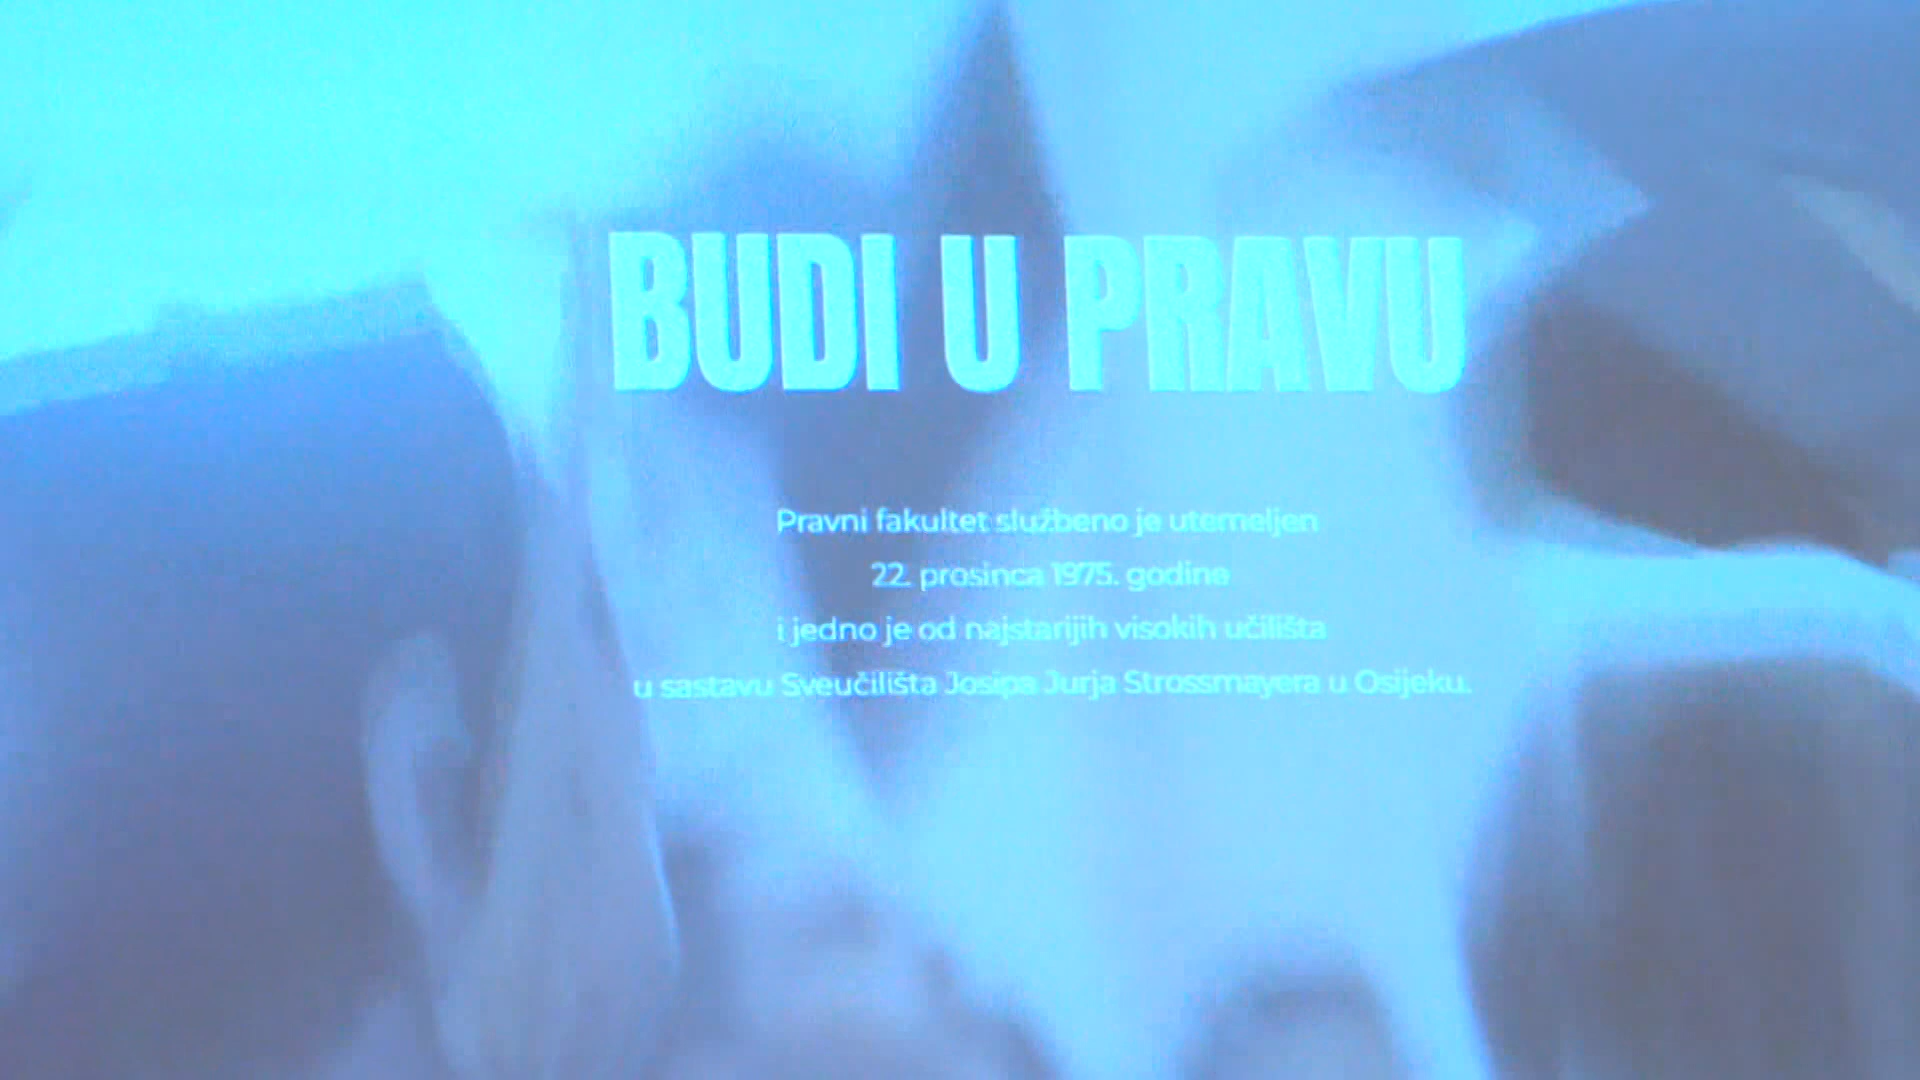 BUDI U PRAVU
Pravni fakultet službeno je utemeljen
22. prosinca 1975. godine
i jedno je od najstarijih visokih učilišta
u sastavu Sveučilišta Josipa Jurja Strossmayera u Osijeku.